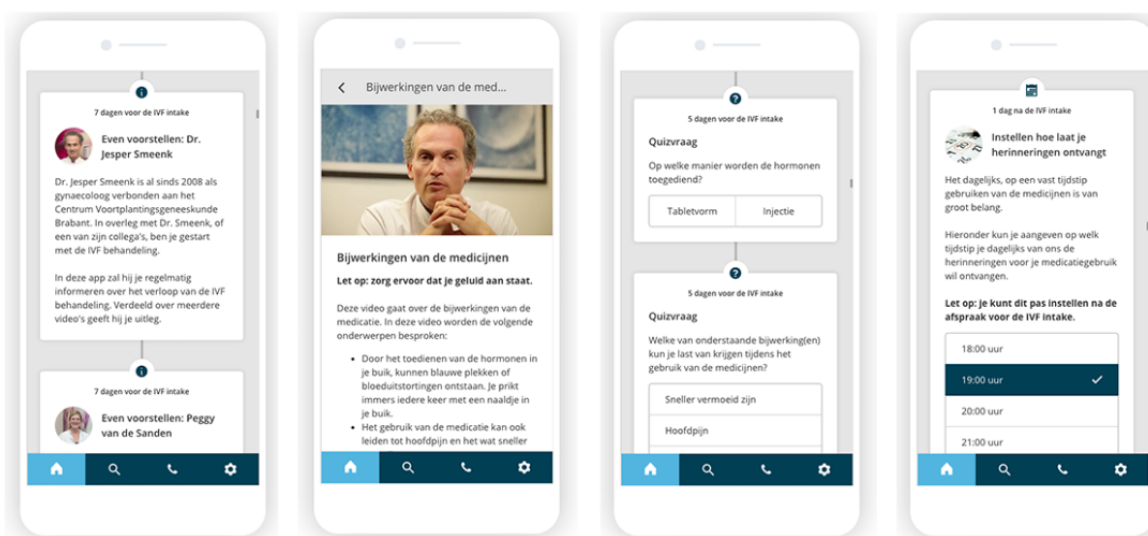 7 dagen voor de IVF intake
Even voorstellen: Dr.
Jesper Smeenk
Dr. Jesper Smeenk is al sinds 2008 als
gynaecoloog verbonden aan het
Centrum Voortplantingsgeneeskunde
Brabant. In overleg met Dr. Smeenk, of
een van zijn collega's, ben je gestart
met de IVF behandeling.
In deze app zal hij je regelmatig
informeren over het verloop van de IVF
behandeling. Verdeeld over meerdere
video's geeft hij je uitleg.
7 dagen voor de IVF intake
Even voorstellen: Peggy
van de Sanden
Bijwerkingen van de med...
Bijwerkingen van de medicijnen
Let op: zorg ervoor dat je geluid aan staat.
Deze video gaat over de bijwerkingen van de
medicatie. In deze video worden de volgende
onderwerpen besproken:
• Door het toedienen van de hormonen in
je buik, kunnen blauwe plekken of
bloeduitstortingen ontstaan. Je prikt
immers iedere keer met een naaldje in
je buik.
• Het gebruik van de medicatie kan ook
leiden tot hoofdpijn en het wat sneller
5 dagen voor de IVF intake
Quizvraag
Op welke manier worden de hormonen
toegediend?
Tabletvorm Injectie
5 dagen voor de IVF intake
Quizvraag
Welke van onderstaande bijwerking(en)
kun je last van krijgen tijdens het
gebruik van de medicijnen?
Sneller vermoeid zijn
Hoofdpijn
1 dag na de IVF intake
Instellen hoe laat je
herinneringen ontvangt
Het dagelijks, op een vast tijdstip
gebruiken van de medicijnen is van
groot belang.
Hieronder kun je aangeven op welk
tijdstip je dagelijks van ons de
herinneringen voor je medicatiegebruik
wil ontvangen.
Let op: je kunt dit pas instellen na de
afspraak voor de IVF intake.
18:00 uur
19:00 uur
20:00 uur
21:00 uur